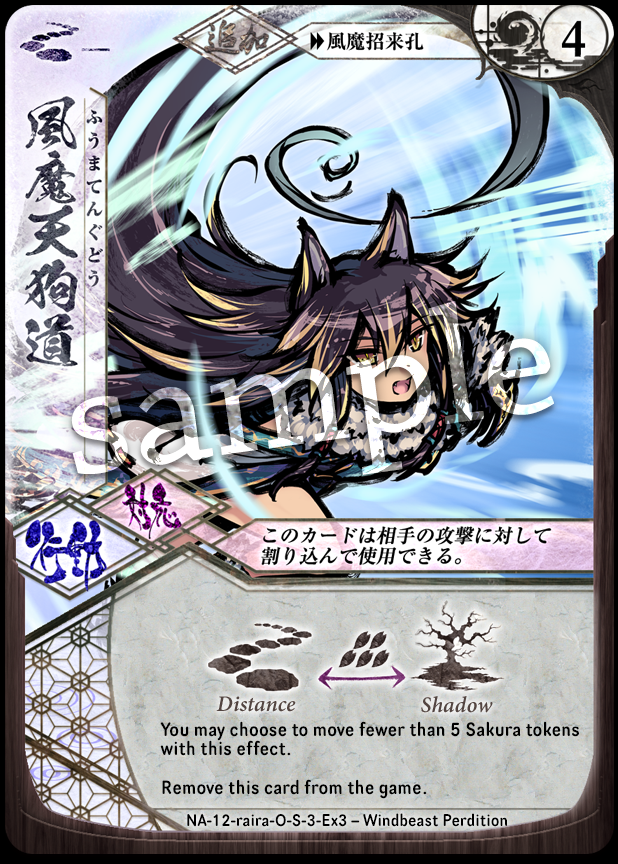 追加
▶▶風魔招来孔
4
風魔天狗道
ふうまてんぐどう
sample
対応
行動
このカードは相手の攻撃に対して
割り込んで使用できる。
Distance
Shadow
You may choose to move fewer than 5 Sakura tokens
with this effect.
Remove this card from the game.
NA-12-raira-O-S-3-Ex3 – Windbeast Perdition